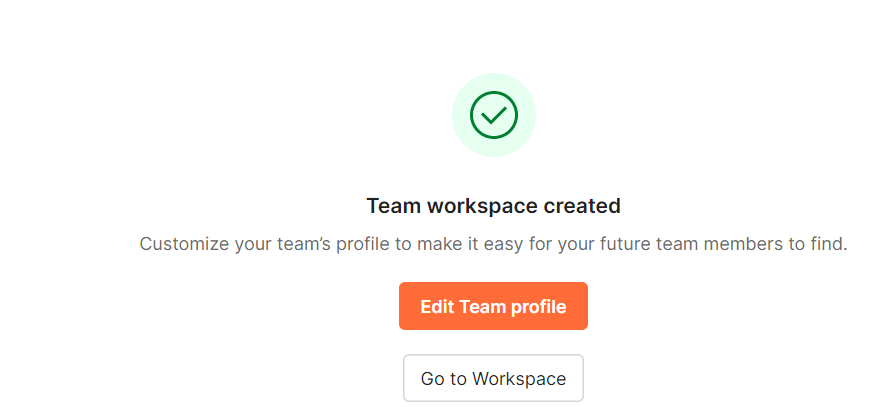 Team workspace created
Customize your team’s profile to make it easy for your future team members to find.
Edit Team profile
Go to Workspace